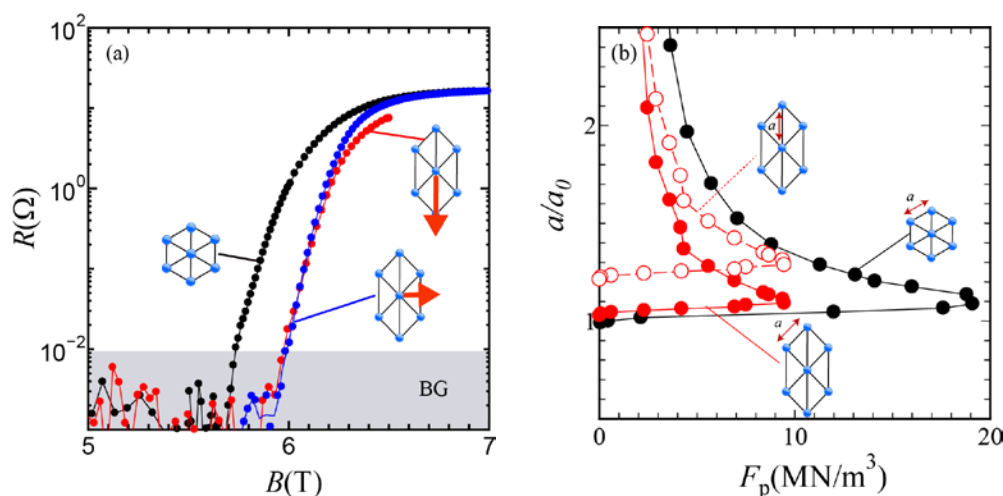 (a)
10²
10⁰
10⁻²
R(Ω)
BG
5
6
7
B(T)
(b)
2
1
a/a₀
a
a
a
0
10
20
Fₚ(MN/m³)